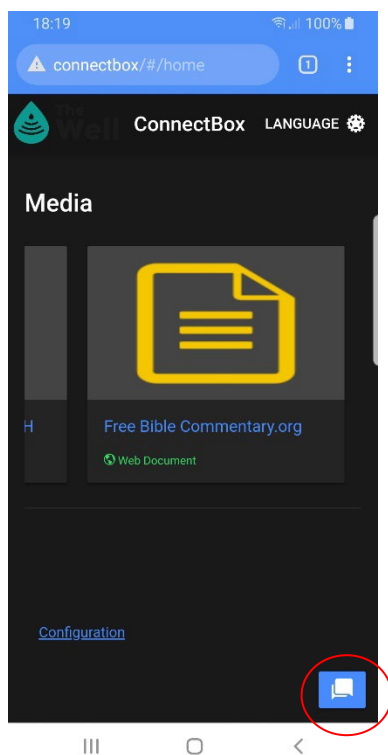 18:19 100%
connectbox/#/home 1
The
Well ConnectBox LANGUAGE
Media
H Free Bible Commentary.org
Web Document
Configuration